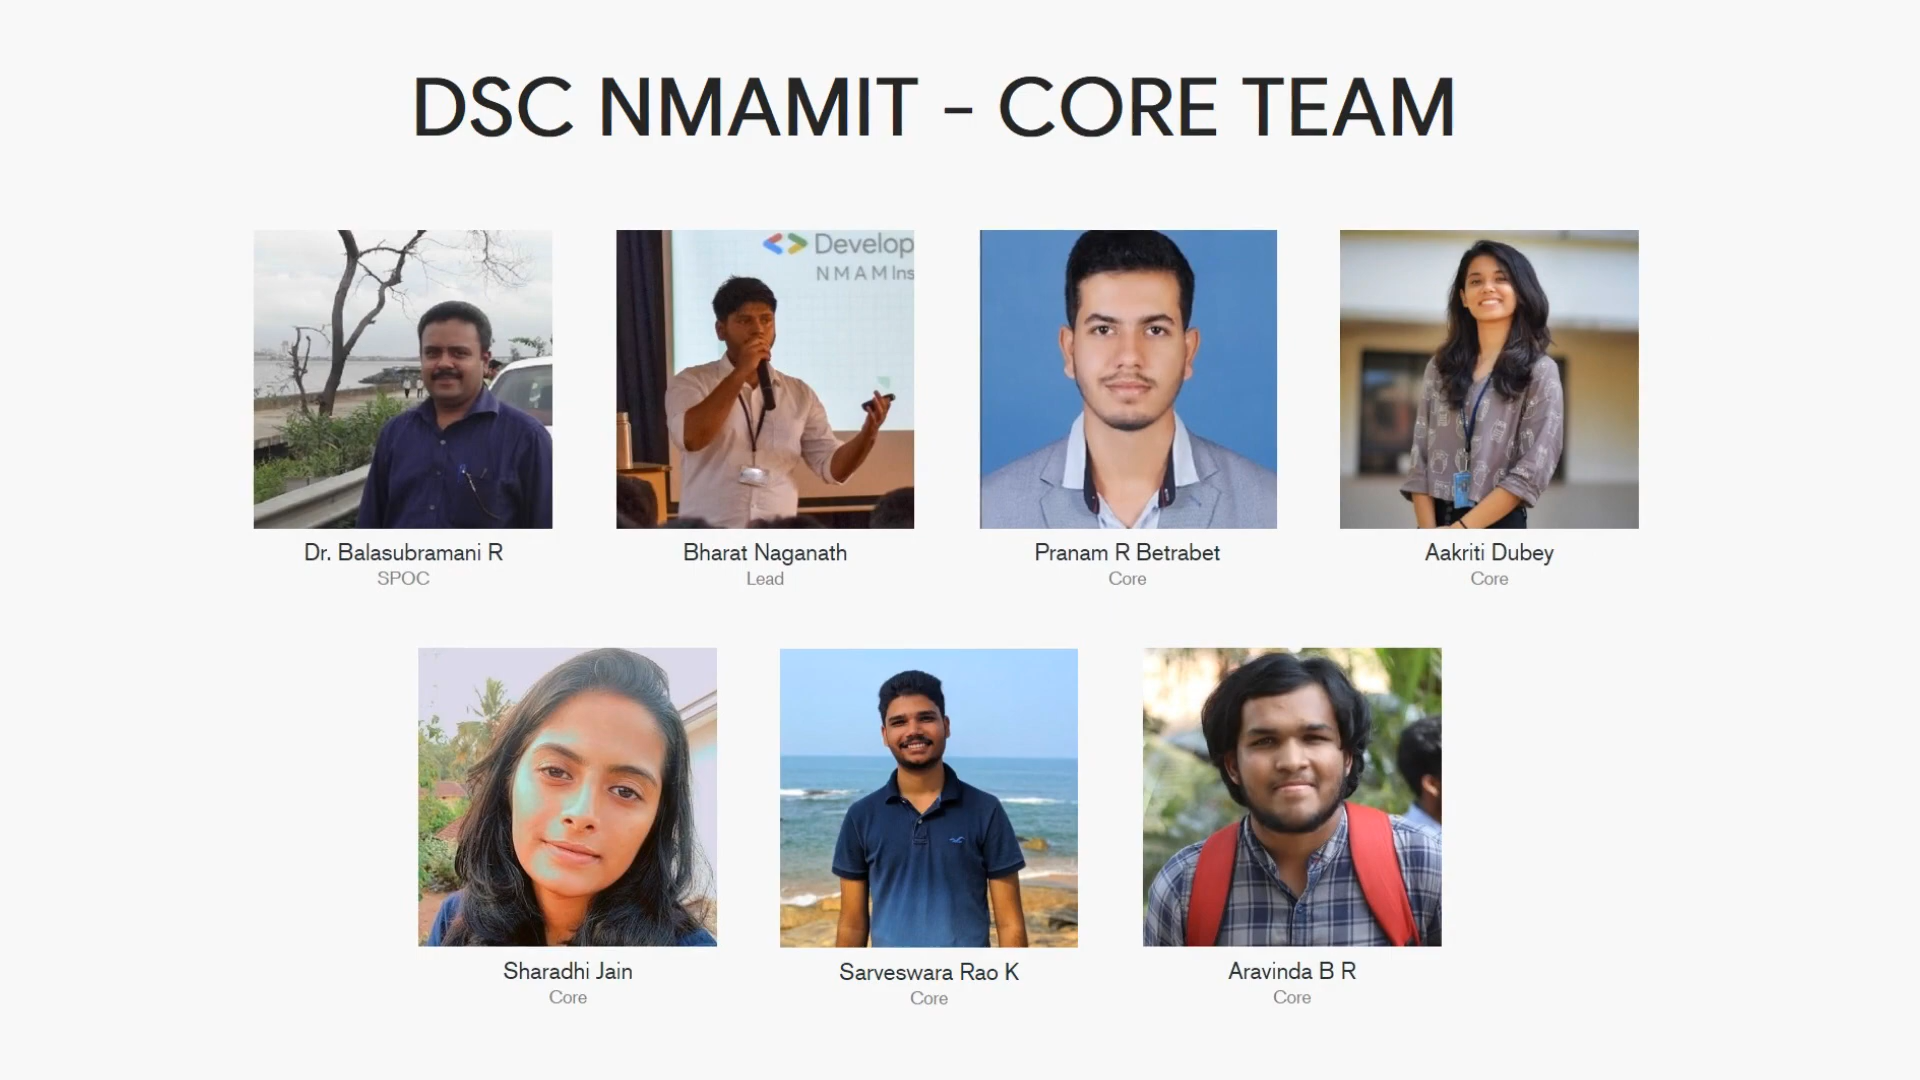 DSC NMAMIT - CORE TEAM
Develop
N M A M Ins
Dr. Balasubramani R
SPOC
Bharat Naganath
Lead
Pranam R Betrabet
Core
Aakriti Dubey
Core
Sharadhi Jain
Core
Sarveswara Rao K
Core
Aravinda B R
Core